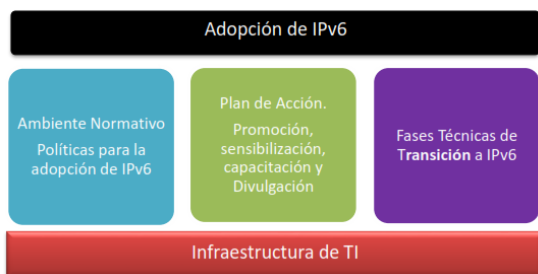 Adopción de IPv6
Ambiente Normativo
Políticas para la
adopción de IPv6
Plan de Acción.
Promoción,
sensibilización,
capacitación y
Divulgación
Fases Técnicas de
Transición a IPv6
Infraestructura de TI